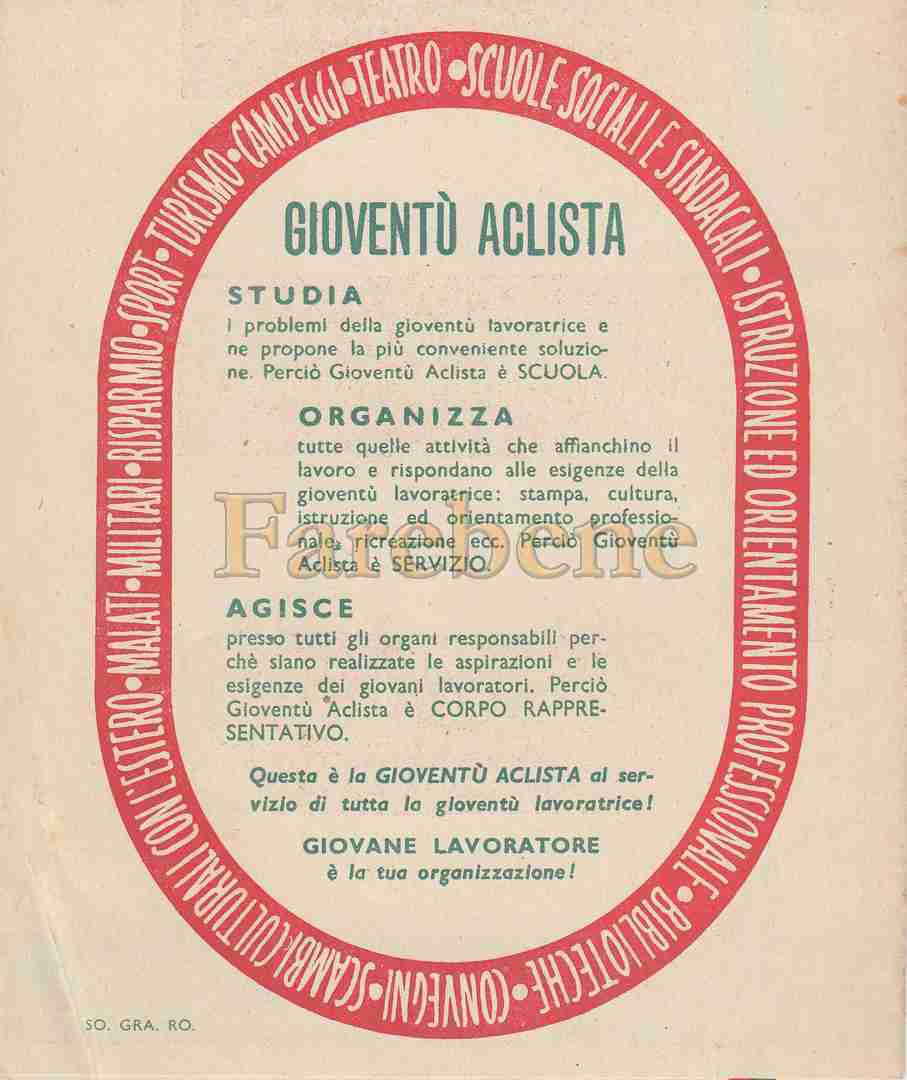 TEATRO • SCUOLE SOCIALI E SINDACALI • ISTRUZIONE ED ORIENTAMENTO PROFESSIONALE • BIBLIOTECHE • CONVEGNI • SCAMBI CULTURALI CON L'ESTERO • MALATI • MILITARI • RISPARMIO • SPORT • TURISMO • CAMPEGGI •
GIOVENTÙ ACLISTA
STUDIA
i problemi della gioventù lavoratrice e
ne propone la più conveniente soluzio-
ne. Perciò Gioventù Aclista è SCUOLA.
ORGANIZZA
tutte quelle attività che affianchino il
lavoro e rispondano alle esigenze della
gioventù lavoratrice: stampa, cultura,
istruzione ed orientamento professio-
nale, ricreazione ecc. Perciò Gioventù
Aclista è SERVIZIO.
Farebene
AGISCE
presso tutti gli organi responsabili per-
chè siano realizzate le aspirazioni e le
esigenze dei giovani lavoratori. Perciò
Gioventù Aclista è CORPO RAPPRE-
SENTATIVO.
Questa è la GIOVENTÙ ACLISTA al ser-
vizio di tutta la gioventù lavoratrice!
GIOVANE LAVORATORE
è la tua organizzazione!
SO. GRA. RO.